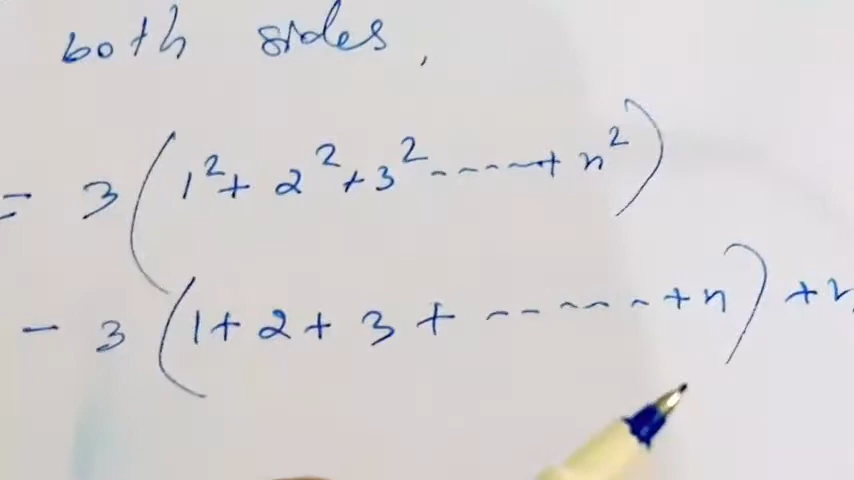 both sides,
= 3 (1² + 2² + 3² ------+ n²)
- 3 (1 + 2 + 3 + ------ + n) +